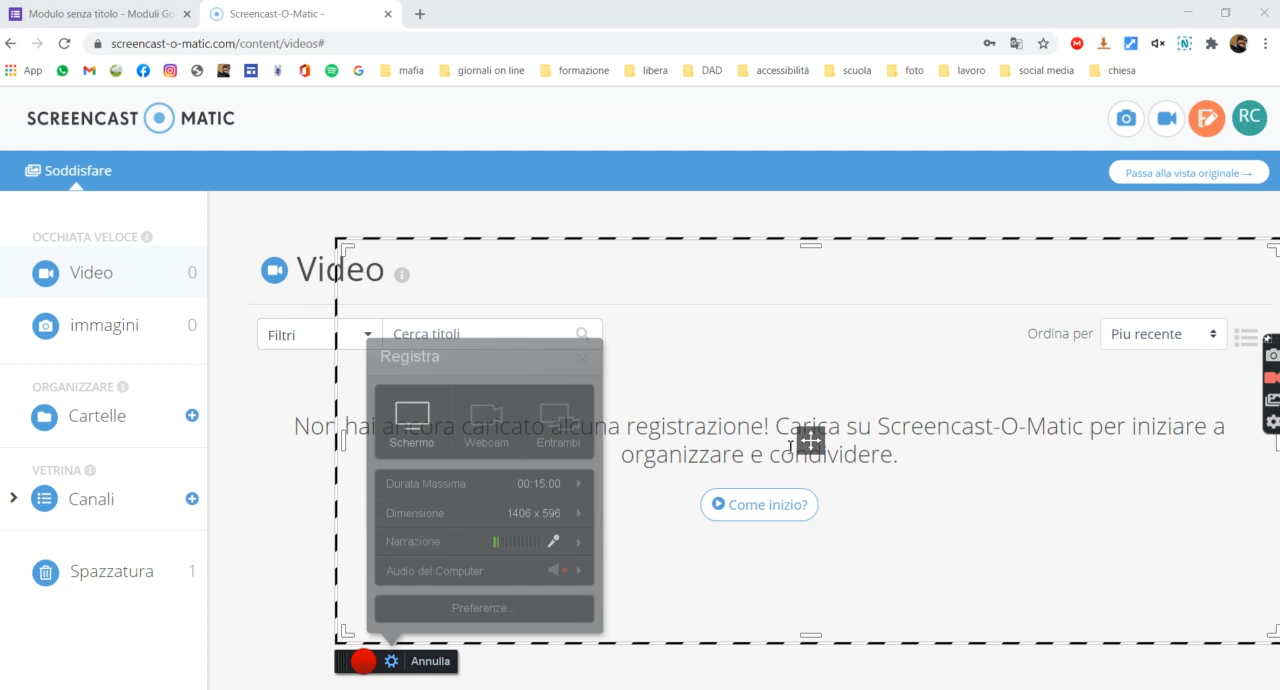 Modulo senza titolo - Moduli Go
Screencast-O-Matic -
screencast-o-matic.com/content/videos#
App
mafia
giornali on line
formazione
libera
DAD
accessibilità
scuola
foto
lavoro
social media
chiesa
SCREENCAST MATIC
RC
Soddisfare
Passa alla vista originale →
OCCHIATA VELOCE
Video 0
immagini 0
ORGANIZZARE
Cartelle
VETRINA
Canali
Spazzatura 1
Video
Filtri
Cerca titoli
Ordina per
Piu recente
Non hai ancora caricato alcuna registrazione! Carica su Screencast-O-Matic per iniziare a
organizzare e condividere.
Come inizio?
Registra
Schermo
Webcam
Entrambi
Durata Massima 00:15:00
Dimensione 1406 x 596
Narrazione
Audio del Computer
Preferenze...
Annulla